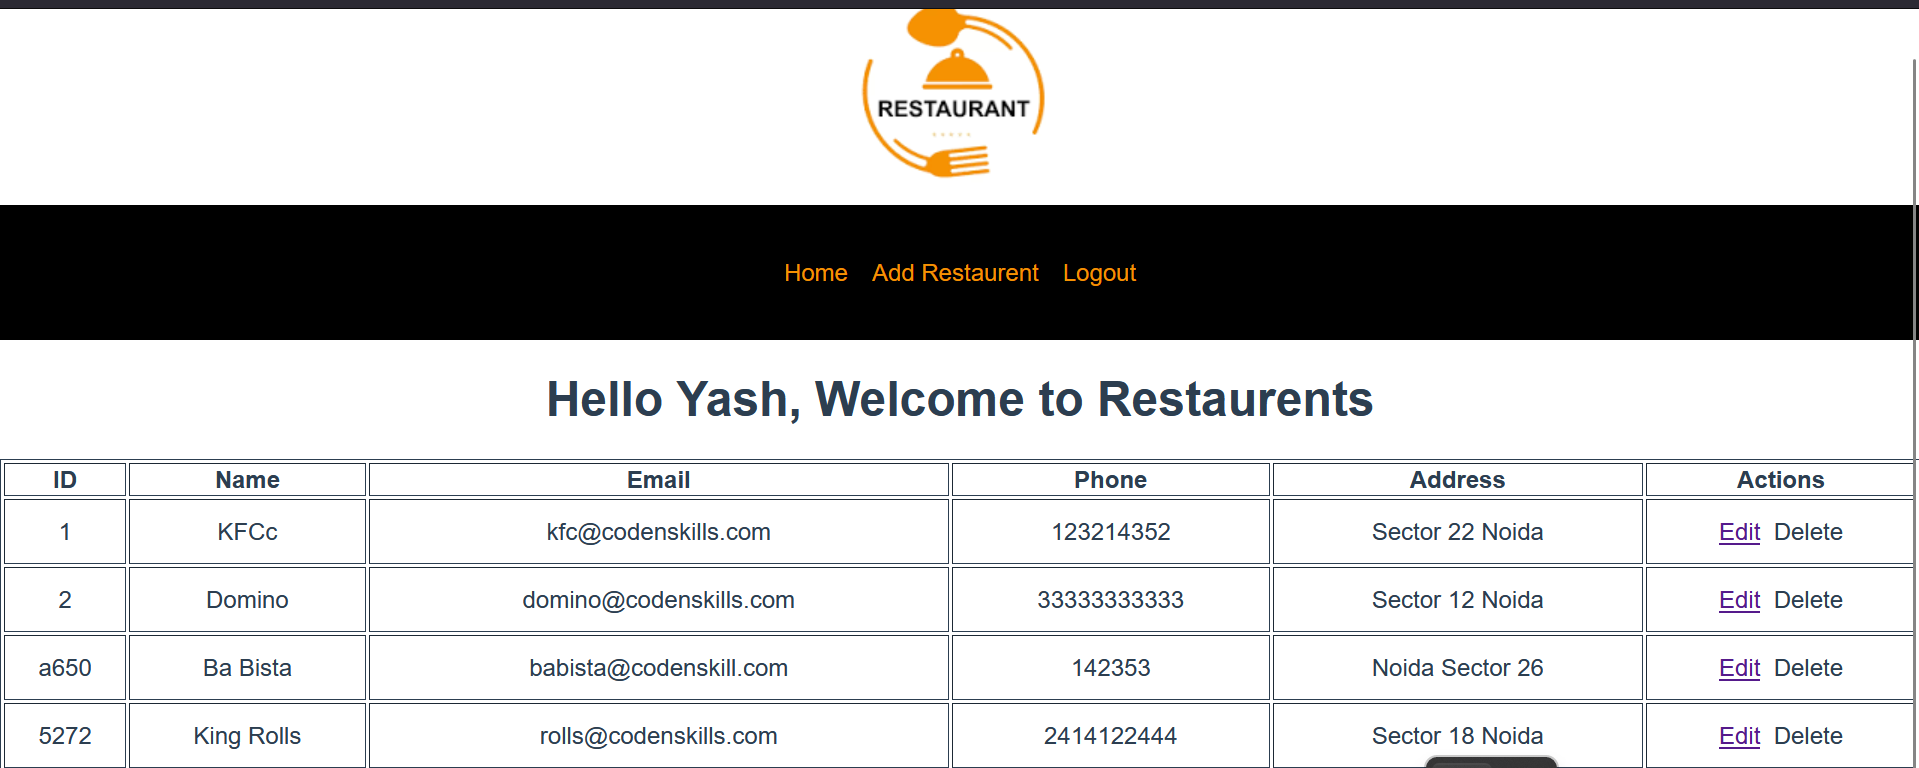 RESTAURANT
Home Add Restaurent Logout
Hello Yash, Welcome to Restaurents
ID Name Email Phone Address Actions
1 KFCc kfc@codenskills.com 123214352 Sector 22 Noida Edit Delete
2 Domino domino@codenskills.com 33333333333 Sector 12 Noida Edit Delete
a650 Ba Bista babista@codenskill.com 142353 Noida Sector 26 Edit Delete
5272 King Rolls rolls@codenskills.com 2414122444 Sector 18 Noida Edit Delete